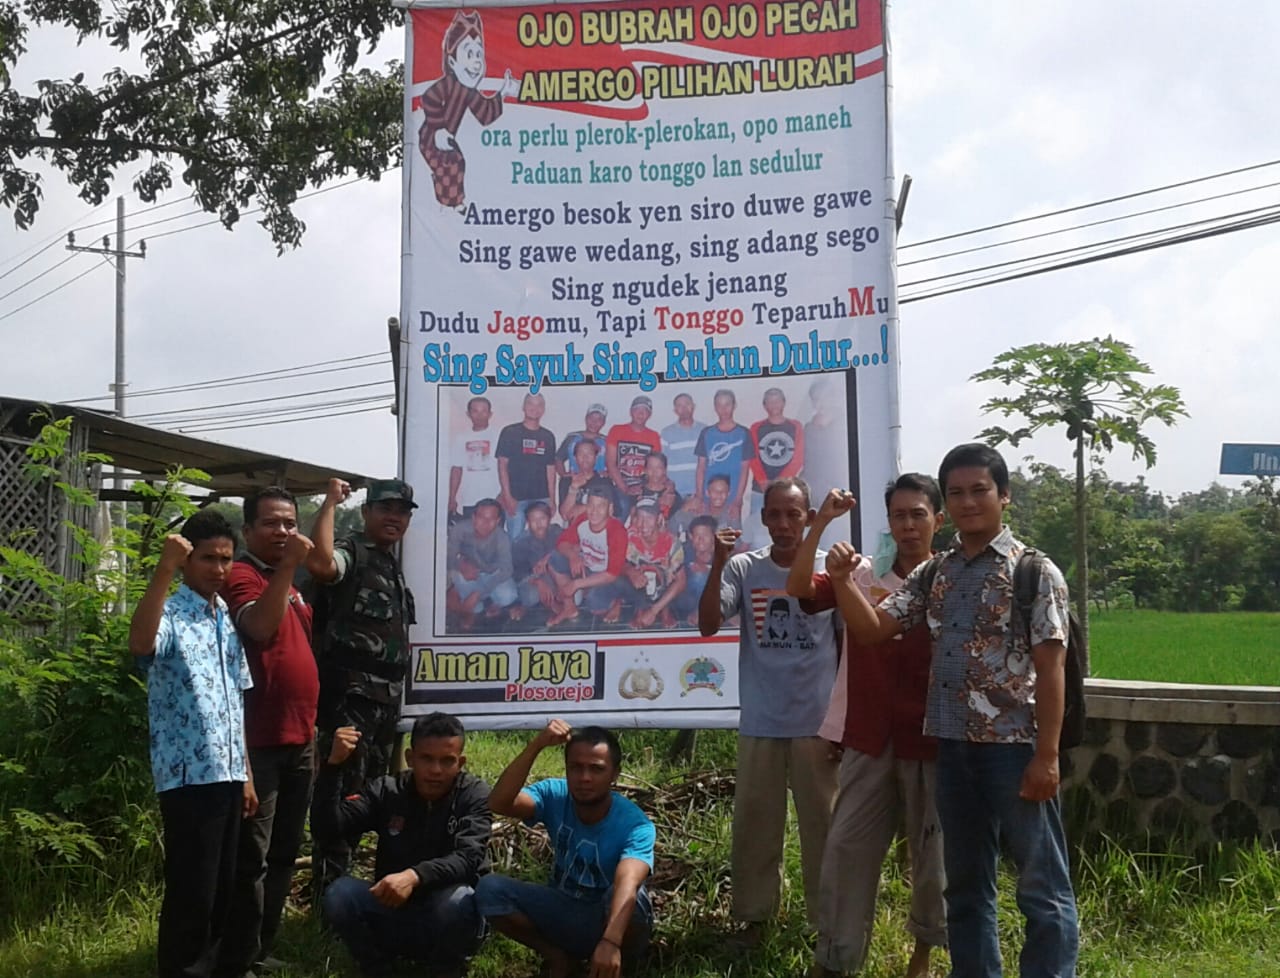 OJO BUBRAH OJO PECAH
AMERGO PILIHAN LURAH
ora perlu plerok-plerokan, opo maneh
Paduan karo tonggo lan sedulur
Amergo besok yen siro duwe gawe
Sing gawe wedang, sing adang sego
Sing ngudek jenang
Dudu Jagomu, Tapi Tonggo TeparuhMu
Sing Sayuk Sing Rukun Dulur...!
Aman Jaya
Plosorejo